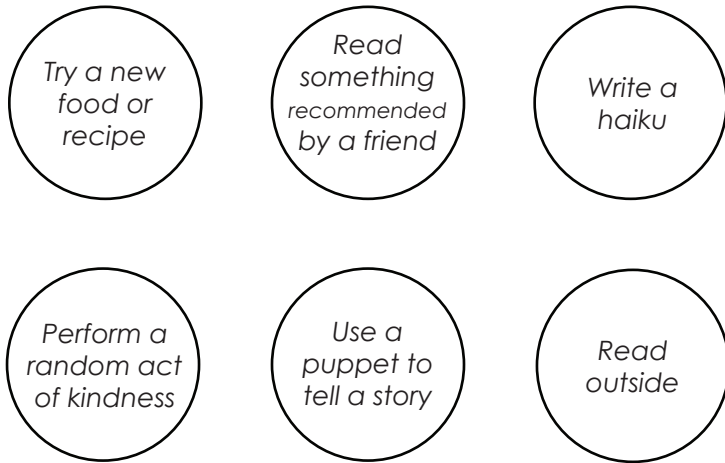 Try a new
food or
recipe
Read
something
recommended
by a friend
Write a
haiku
Perform a
random act
of kindness
Use a
puppet to
tell a story
Read
outside